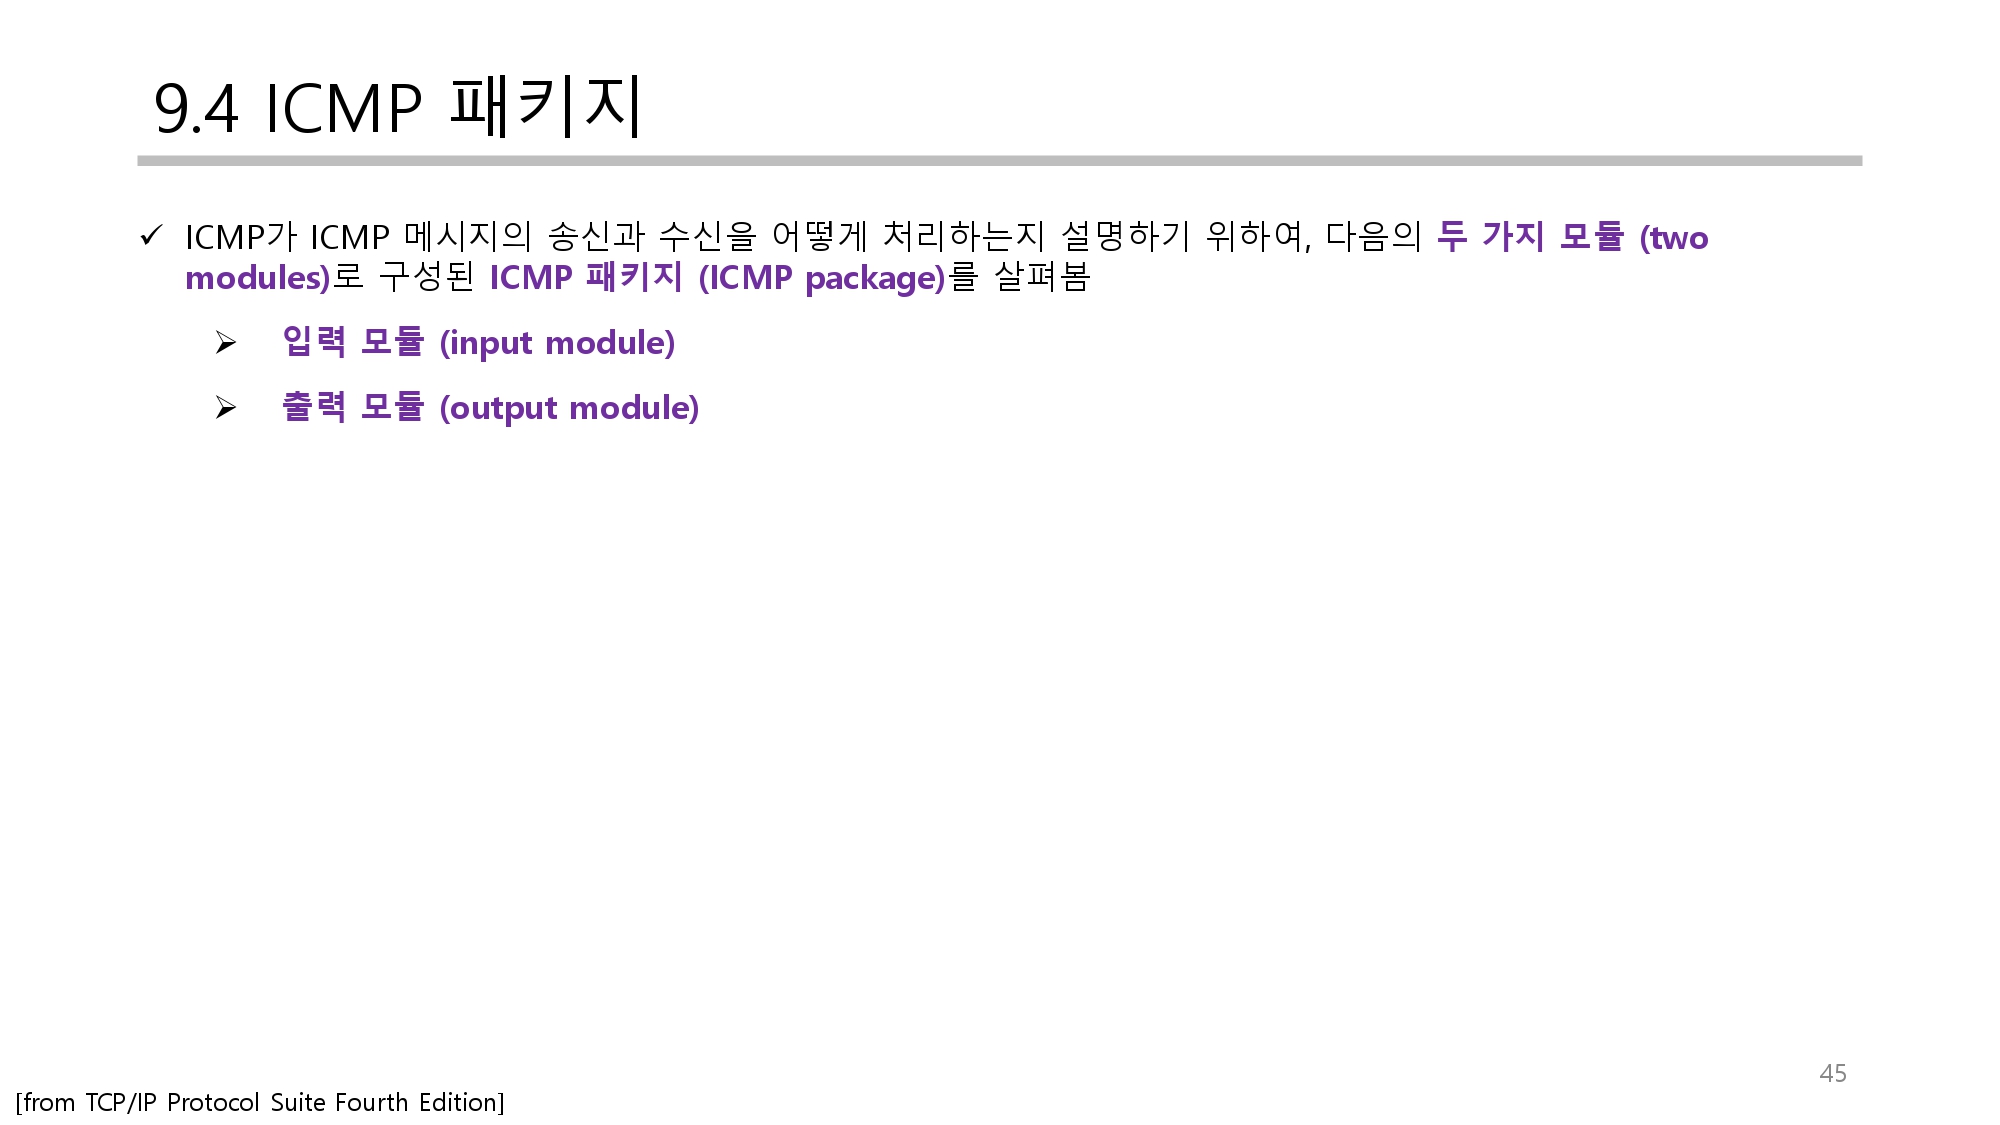 9.4 ICMP 패키지
✓ ICMP가 ICMP 메시지의 송신과 수신을 어떻게 처리하는지 설명하기 위하여, 다음의 두 가지 모듈 (two
modules)로 구성된 ICMP 패키지 (ICMP package)를 살펴봄
➢ 입력 모듈 (input module)
➢ 출력 모듈 (output module)
45
[from TCP/IP Protocol Suite Fourth Edition]